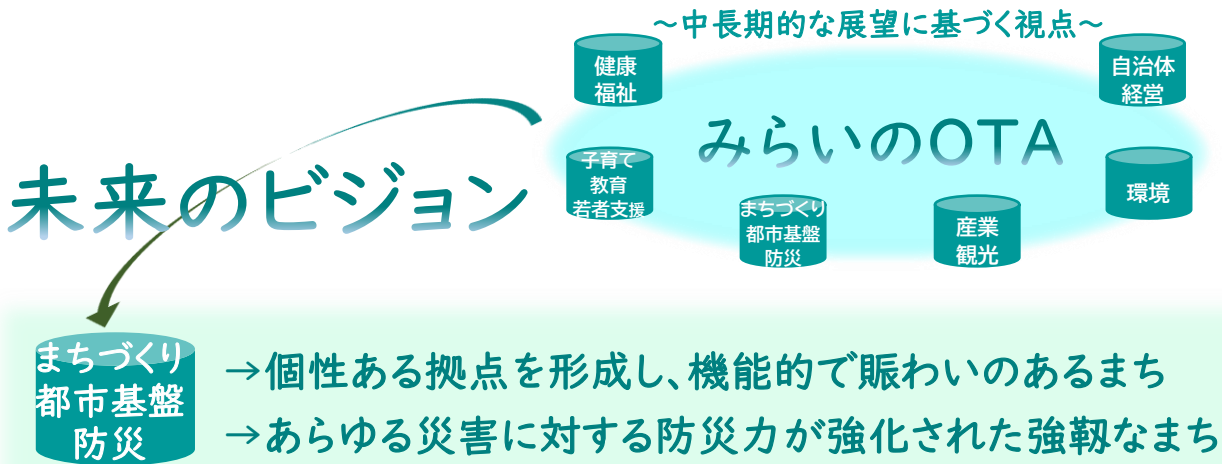 ～中長期的な展望に基づく視点～
健康
福祉
自治体
経営
みらいのOTA
子育て
教育
若者支援
環境
まちづくり
都市基盤
防災
産業
観光
未来のビジョン
まちづくり
都市基盤
防災
→個性ある拠点を形成し、機能的で賑わいのあるまち
→あらゆる災害に対する防災力が強化された強靱なまち